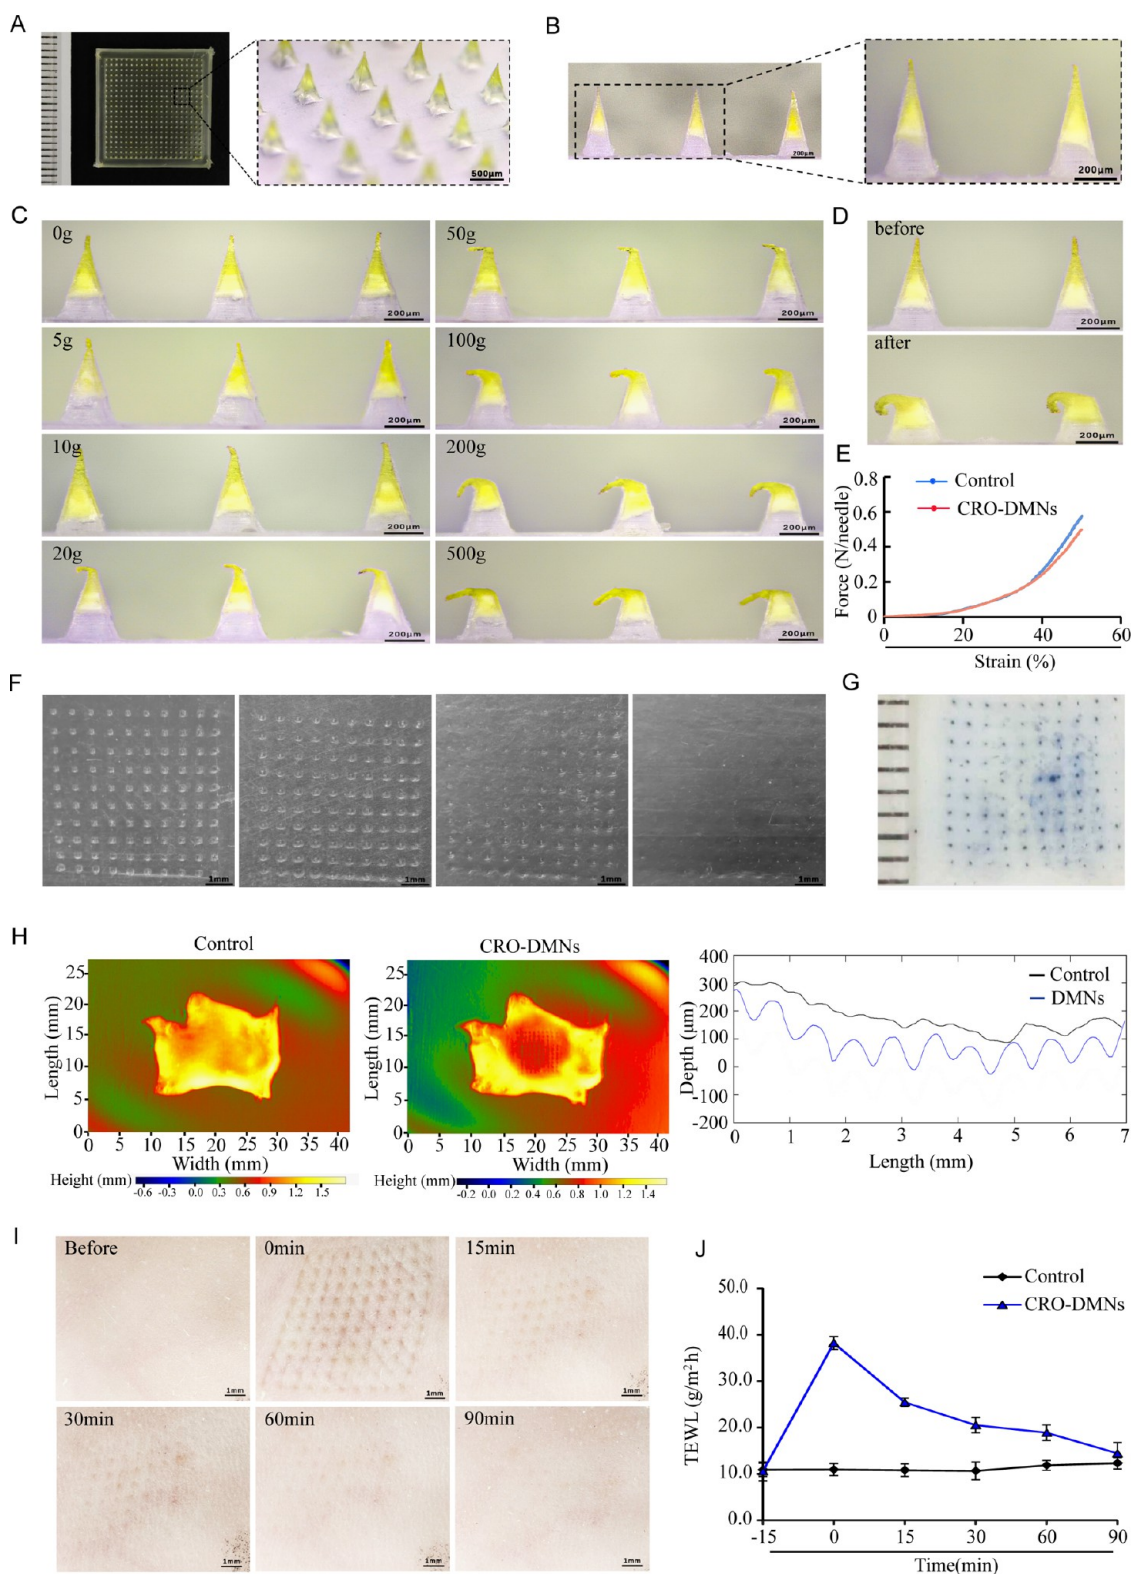 A
500μm
B
200μm
200μm
C
0g
200μm
50g
200μm
5g
200μm
100g
200μm
10g
200μm
200g
200μm
20g
200μm
500g
200μm
D
before
200μm
after
200μm
E
Force (N/needle)
0.8
0.6
0.4
0.2
0
0 20 40 60
Strain (%)
Control
CRO-DMNs
F
1mm
1mm
1mm
1mm
G
H
Control
Length (mm)
25
20
15
10
5
0
0 5 10 15 20 25 30 35 40
Width (mm)
Height (mm)
-0.6 -0.3 0.0 0.3 0.6 0.9 1.2 1.5
CRO-DMNs
Length (mm)
25
20
15
10
5
0
0 5 10 15 20 25 30 35 40
Width (mm)
Height (mm)
-0.2 0.0 0.2 0.4 0.6 0.8 1.0 1.2 1.4
Depth (μm)
400
300
200
100
0
-100
-200
0 1 2 3 4 5 6 7
Length (mm)
Control
DMNs
I
Before
1mm
0min
1mm
15min
1mm
30min
1mm
60min
1mm
90min
1mm
J
TEWL (g/m²h)
50.0
40.0
30.0
20.0
10.0
0.0
-15 0 15 30 60 90
Time(min)
Control
CRO-DMNs